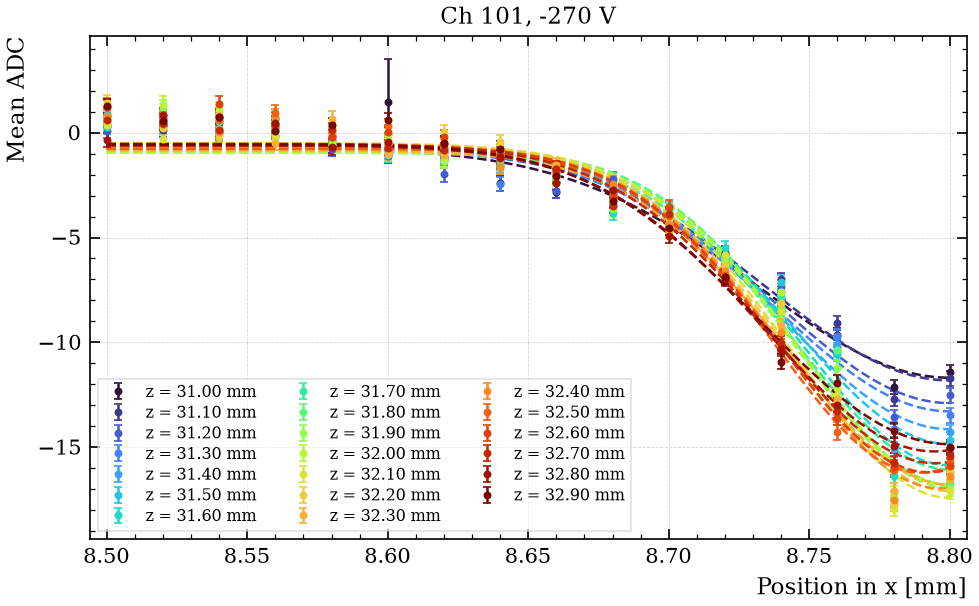 Ch 101, -270 V
Mean ADC
0
−5
−10
−15
z = 31.00 mm
z = 31.10 mm
z = 31.20 mm
z = 31.30 mm
z = 31.40 mm
z = 31.50 mm
z = 31.60 mm
z = 31.70 mm
z = 31.80 mm
z = 31.90 mm
z = 32.00 mm
z = 32.10 mm
z = 32.20 mm
z = 32.30 mm
z = 32.40 mm
z = 32.50 mm
z = 32.60 mm
z = 32.70 mm
z = 32.80 mm
z = 32.90 mm
8.50 8.55 8.60 8.65 8.70 8.75 8.80
Position in x [mm]